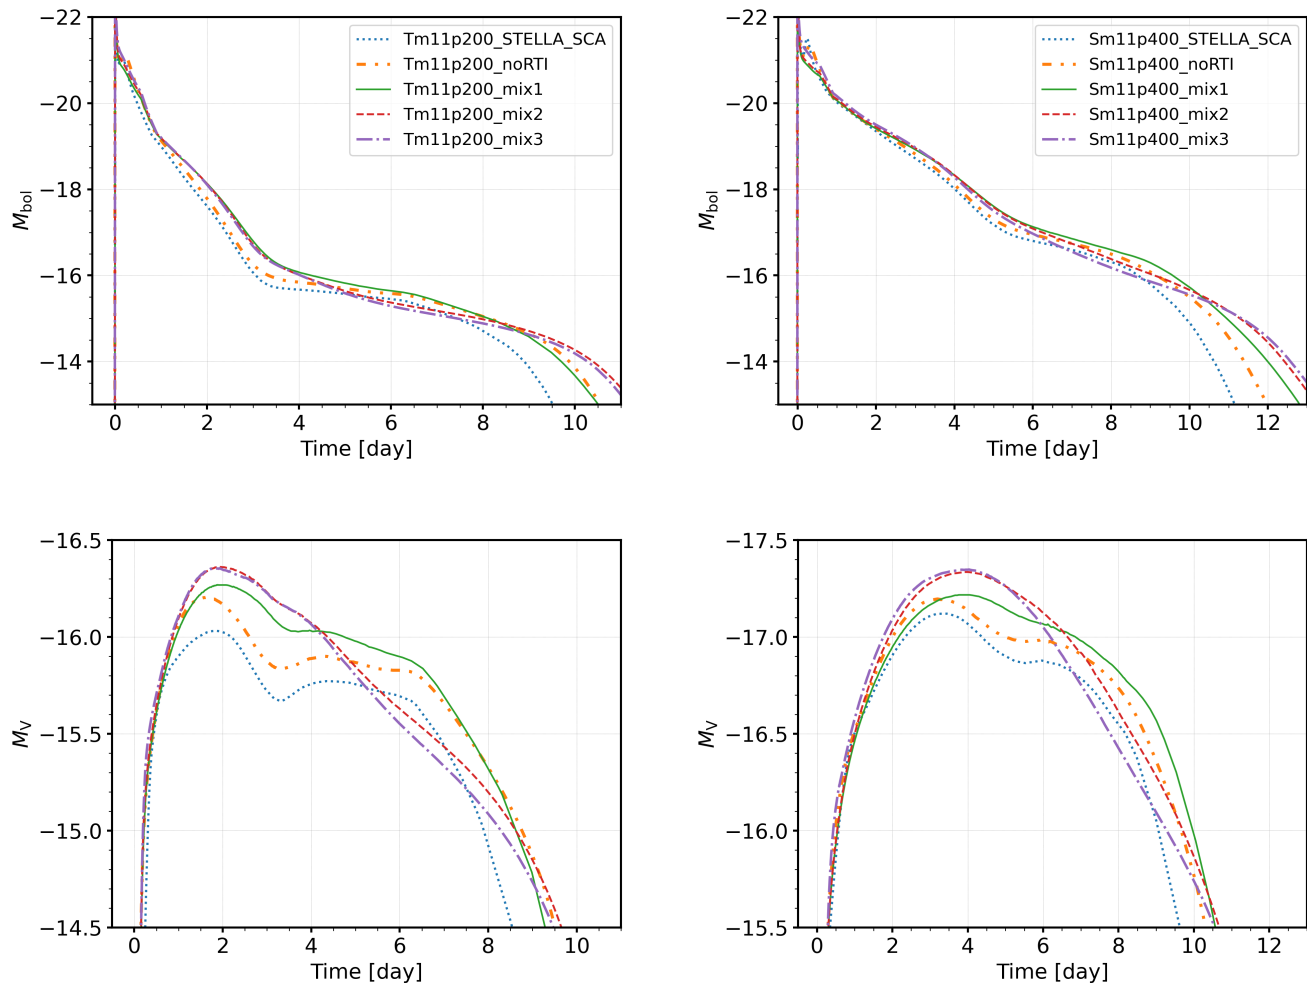 −22
−20
−18
−16
−14
M_bol
0 2 4 6 8 10
Time [day]
Tm11p200_STELLA_SCA
Tm11p200_noRTI
Tm11p200_mix1
Tm11p200_mix2
Tm11p200_mix3
−22
−20
−18
−16
−14
M_bol
0 2 4 6 8 10 12
Time [day]
Sm11p400_STELLA_SCA
Sm11p400_noRTI
Sm11p400_mix1
Sm11p400_mix2
Sm11p400_mix3
−16.5
−16.0
−15.5
−15.0
−14.5
M_V
0 2 4 6 8 10
Time [day]
−17.5
−17.0
−16.5
−16.0
−15.5
M_V
0 2 4 6 8 10 12
Time [day]